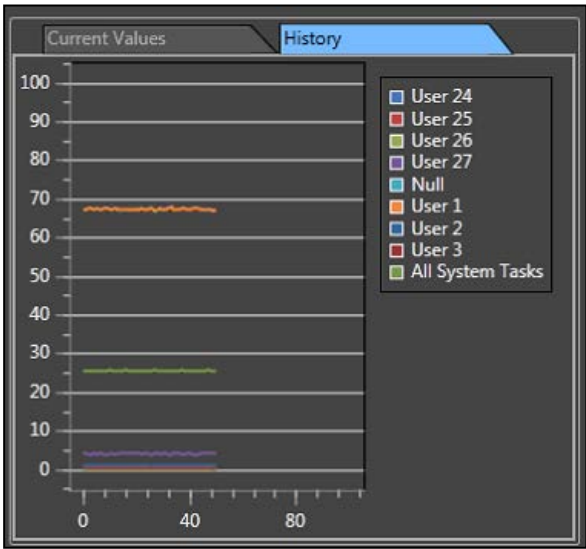 Current Values
History
100
90
80
70
60
50
40
30
20
10
0
0 40 80
User 24
User 25
User 26
User 27
Null
User 1
User 2
User 3
All System Tasks